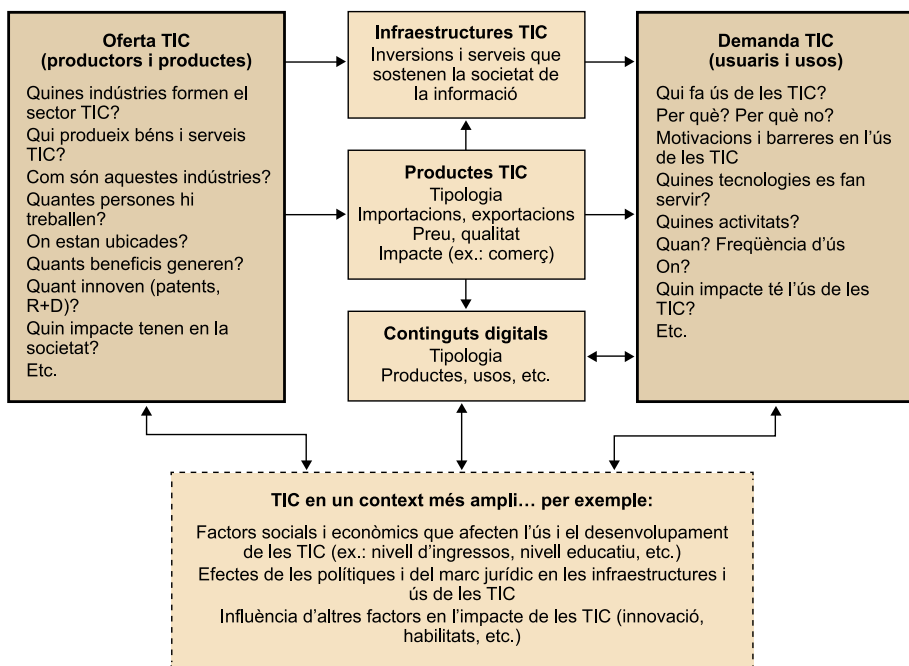 Oferta TIC
(productors i productes)
Quines indústries formen el
sector TIC?
Qui produeix béns i serveis
TIC?
Com són aquestes indústries?
Quantes persones hi
treballen?
On estan ubicades?
Quants beneficis generen?
Quant innoven (patents,
R+D)?
Quin impacte tenen en la
societat?
Etc.
Infraestructures TIC
Inversions i serveis que
sostenen la societat de
la informació
Productes TIC
Tipologia
Importacions, exportacions
Preu, qualitat
Impacte (ex.: comerç)
Continguts digitals
Tipologia
Productes, usos, etc.
Demanda TIC
(usuaris i usos)
Qui fa ús de les TIC?
Per què? Per què no?
Motivacions i barreres en l’ús
de les TIC
Quines tecnologies es fan
servir?
Quines activitats?
Quan? Freqüència d’ús
On?
Quin impacte té l’ús de les
TIC?
Etc.
TIC en un context més ampli… per exemple:
Factors socials i econòmics que afecten l’ús i el desenvolupament
de les TIC (ex.: nivell d’ingressos, nivell educatiu, etc.)
Efectes de les polítiques i del marc jurídic en les infraestructures i
ús de les TIC
Influència d’altres factors en l’impacte de les TIC (innovació,
habilitats, etc.)